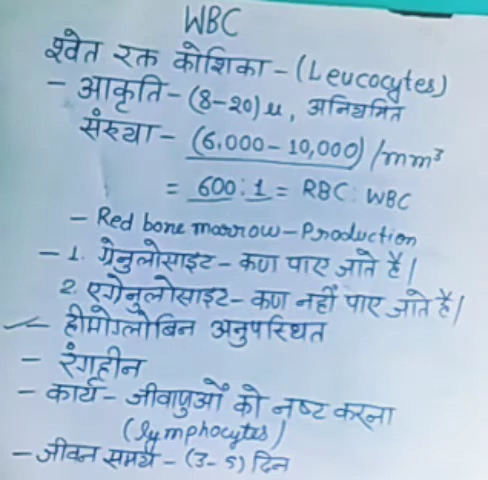 WBC
श्वेत रक्त कोशिका - (Leucocytes)
- आकृति - (8-20) u, अनियमित
संख्या - (6,000 - 10,000) /mm³
= 600 : 1 = RBC : WBC
- Red bone marrow - Production
- 1. ग्रेनुलोसाइट - कण पाए जाते है।
2. एग्रेनुलोसाइट - कण नहीं पाए जाते है।
- हीमोग्लोबिन अनुपस्थित
- रंगहीन
- कार्य - जीवाणुओं को नष्ट करना
(lymphocytes)
- जीवन समय - (3-5) दिन